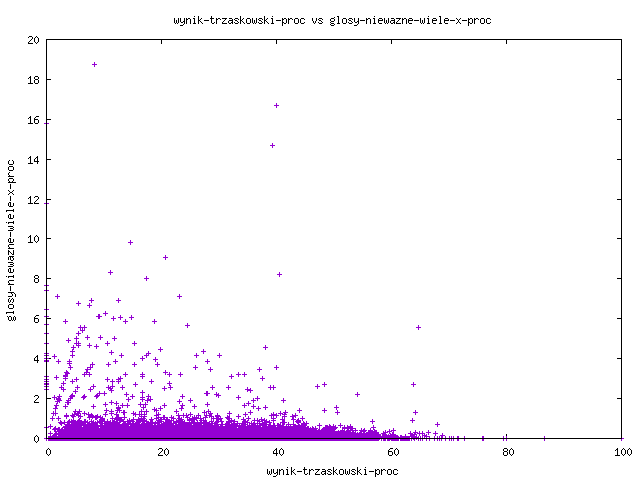 wynik-trzaskowski-proc vs glosy-niewazne-wiele-x-proc
20
18
16
14
12
10
8
6
4
2
0
glosy-niewazne-wiele-x-proc
0 20 40 60 80 100
wynik-trzaskowski-proc